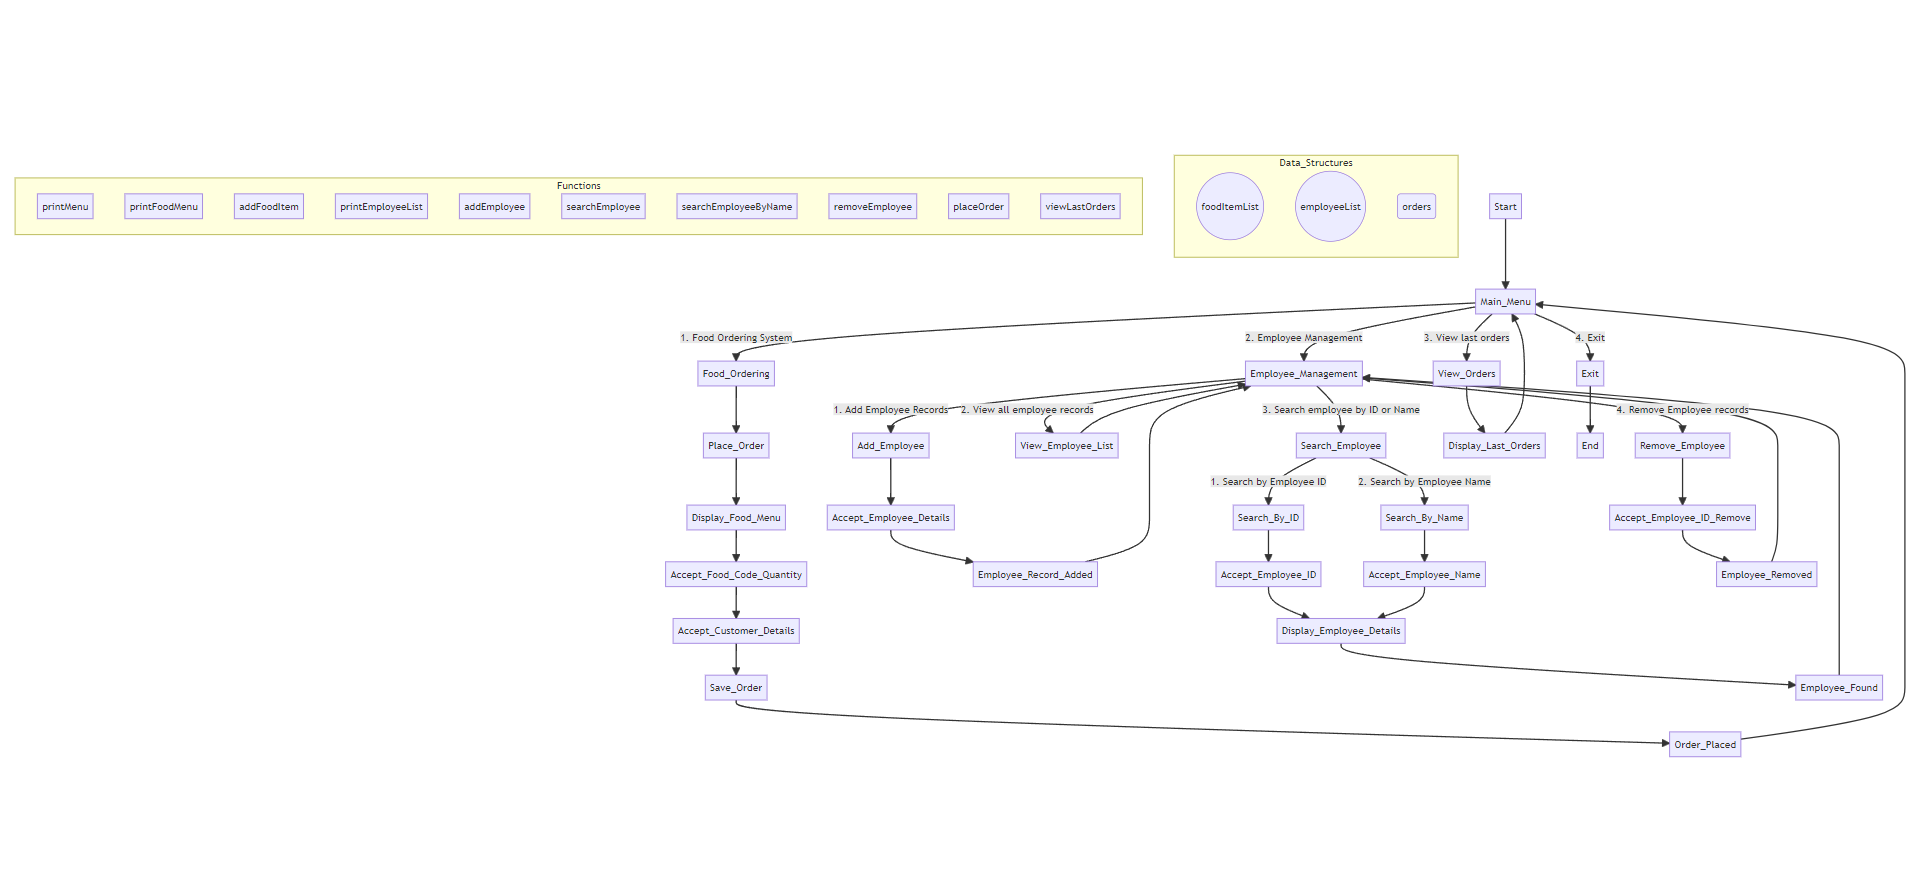 Functions
printMenu
printFoodMenu
addFoodItem
printEmployeeList
addEmployee
searchEmployee
searchEmployeeByName
removeEmployee
placeOrder
viewLastOrders
Data_Structures
foodItemList
employeeList
orders
Start
Main_Menu
1. Food Ordering System
2. Employee Management
3. View last orders
4. Exit
Food_Ordering
Employee_Management
View_Orders
Exit
1. Add Employee Records
2. View all employee records
3. Search employee by ID or Name
4. Remove Employee records
Place_Order
Add_Employee
View_Employee_List
Search_Employee
Display_Last_Orders
End
Remove_Employee
1. Search by Employee ID
2. Search by Employee Name
Display_Food_Menu
Accept_Employee_Details
Search_By_ID
Search_By_Name
Accept_Employee_ID_Remove
Accept_Food_Code_Quantity
Employee_Record_Added
Accept_Employee_ID
Accept_Employee_Name
Employee_Removed
Accept_Customer_Details
Display_Employee_Details
Save_Order
Employee_Found
Order_Placed